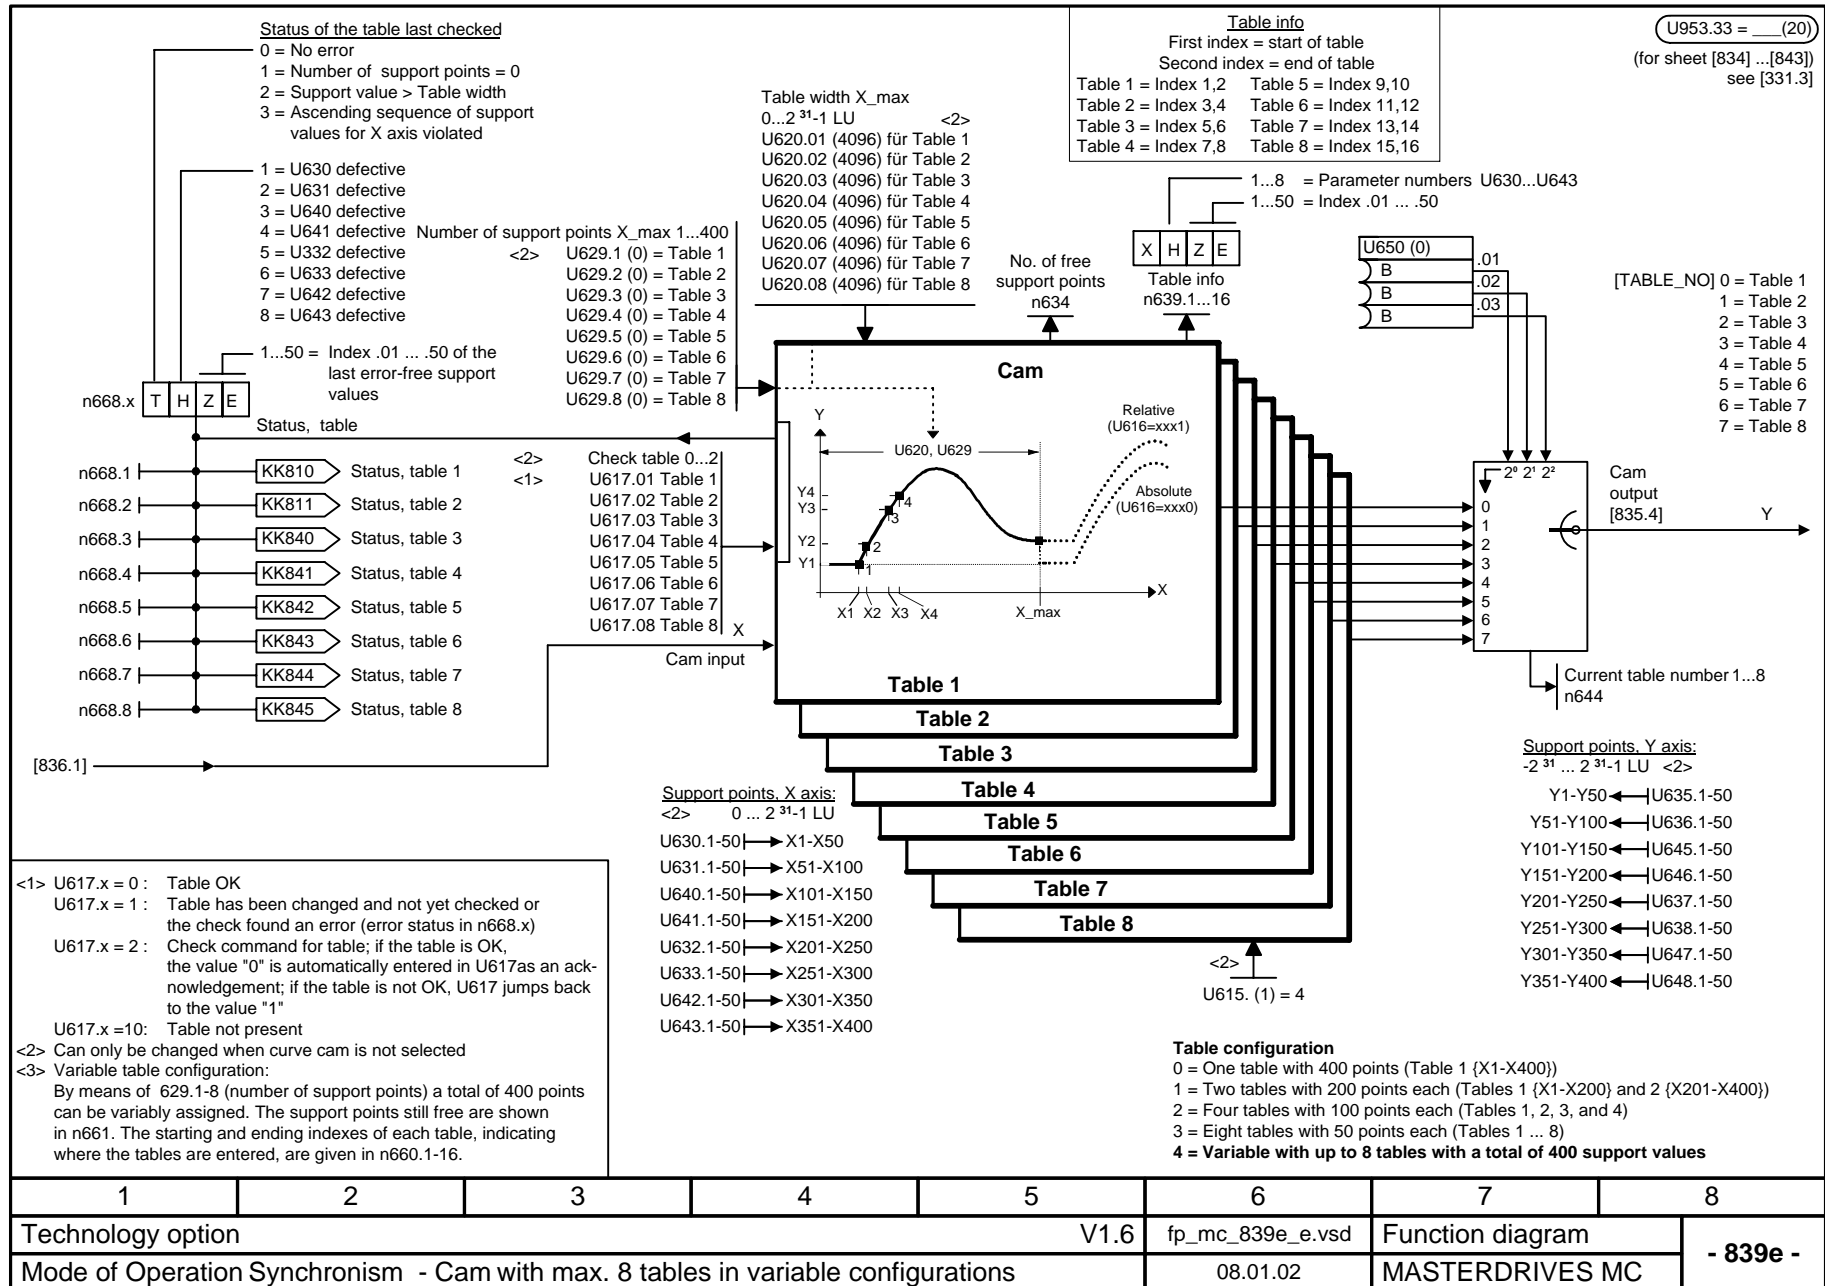 Status of the table last checked
0 = No error
1 = Number of support points = 0
2 = Support value > Table width
3 = Ascending sequence of support
values for X axis violated
1 = U630 defective
2 = U631 defective
3 = U640 defective
4 = U641 defective
5 = U332 defective
6 = U633 defective
7 = U642 defective
8 = U643 defective
1...50 = Index .01 ... .50 of the
last error-free support
values
n668.x T H Z E
Status, table
n668.1 KK810 Status, table 1
n668.2 KK811 Status, table 2
n668.3 KK840 Status, table 3
n668.4 KK841 Status, table 4
n668.5 KK842 Status, table 5
n668.6 KK843 Status, table 6
n668.7 KK844 Status, table 7
n668.8 KK845 Status, table 8
[836.1]
Number of support points X_max 1...400
<2> U629.1 (0) = Table 1
U629.2 (0) = Table 2
U629.3 (0) = Table 3
U629.4 (0) = Table 4
U629.5 (0) = Table 5
U629.6 (0) = Table 6
U629.7 (0) = Table 7
U629.8 (0) = Table 8
<2> Check table 0...2
<1> U617.01 Table 1
U617.02 Table 2
U617.03 Table 3
U617.04 Table 4
U617.05 Table 5
U617.06 Table 6
U617.07 Table 7
U617.08 Table 8
X
Cam input
Table width X_max
0...2 31-1 LU <2>
U620.01 (4096) für Table 1
U620.02 (4096) für Table 2
U620.03 (4096) für Table 3
U620.04 (4096) für Table 4
U620.05 (4096) für Table 5
U620.06 (4096) für Table 6
U620.07 (4096) für Table 7
U620.08 (4096) für Table 8
Table info
First index = start of table
Second index = end of table
Table 1 = Index 1,2 Table 5 = Index 9,10
Table 2 = Index 3,4 Table 6 = Index 11,12
Table 3 = Index 5,6 Table 7 = Index 13,14
Table 4 = Index 7,8 Table 8 = Index 15,16
U953.33 = ___(20)
(for sheet [834] ...[843])
see [331.3]
1...8 = Parameter numbers U630...U643
1...50 = Index .01 ... .50
X H Z E
No. of free
support points
n634
Table info
n639.1...16
U650 (0)
B .01
B .02
B .03
[TABLE_NO] 0 = Table 1
1 = Table 2
2 = Table 3
3 = Table 4
4 = Table 5
5 = Table 6
6 = Table 7
7 = Table 8
Cam
Y
U620, U629
Relative
(U616=xxx1)
Absolute
(U616=xxx0)
Y4
Y3
Y2
Y1
1
2
3
4
X1 X2 X3 X4 X_max
X
Table 1
Table 2
Table 3
Table 4
Table 5
Table 6
Table 7
Table 8
2⁰ 2¹ 2²
0
1
2
3
4
5
6
7
Cam
output
[835.4]
Y
Current table number 1...8
n644
<2>
U615. (1) = 4
Support points, X axis:
<2> 0 ... 2 31-1 LU
U630.1-50 X1-X50
U631.1-50 X51-X100
U640.1-50 X101-X150
U641.1-50 X151-X200
U632.1-50 X201-X250
U633.1-50 X251-X300
U642.1-50 X301-X350
U643.1-50 X351-X400
Support points, Y axis:
-2 31 ... 2 31-1 LU <2>
Y1-Y50 U635.1-50
Y51-Y100 U636.1-50
Y101-Y150 U645.1-50
Y151-Y200 U646.1-50
Y201-Y250 U637.1-50
Y251-Y300 U638.1-50
Y301-Y350 U647.1-50
Y351-Y400 U648.1-50
<1> U617.x = 0 : Table OK
U617.x = 1 : Table has been changed and not yet checked or
the check found an error (error status in n668.x)
U617.x = 2 : Check command for table; if the table is OK,
the value "0" is automatically entered in U617as an ack-
nowledgement; if the table is not OK, U617 jumps back
to the value "1"
U617.x =10: Table not present
<2> Can only be changed when curve cam is not selected
<3> Variable table configuration:
By means of 629.1-8 (number of support points) a total of 400 points
can be variably assigned. The support points still free are shown
in n661. The starting and ending indexes of each table, indicating
where the tables are entered, are given in n660.1-16.
Table configuration
0 = One table with 400 points (Table 1 {X1-X400})
1 = Two tables with 200 points each (Tables 1 {X1-X200} and 2 {X201-X400})
2 = Four tables with 100 points each (Tables 1, 2, 3, and 4)
3 = Eight tables with 50 points each (Tables 1 ... 8)
4 = Variable with up to 8 tables with a total of 400 support values
1 2 3 4 5 6 7 8
Technology option V1.6 fp_mc_839e_e.vsd Function diagram
- 839e -
Mode of Operation Synchronism - Cam with max. 8 tables in variable configurations 08.01.02 MASTERDRIVES MC